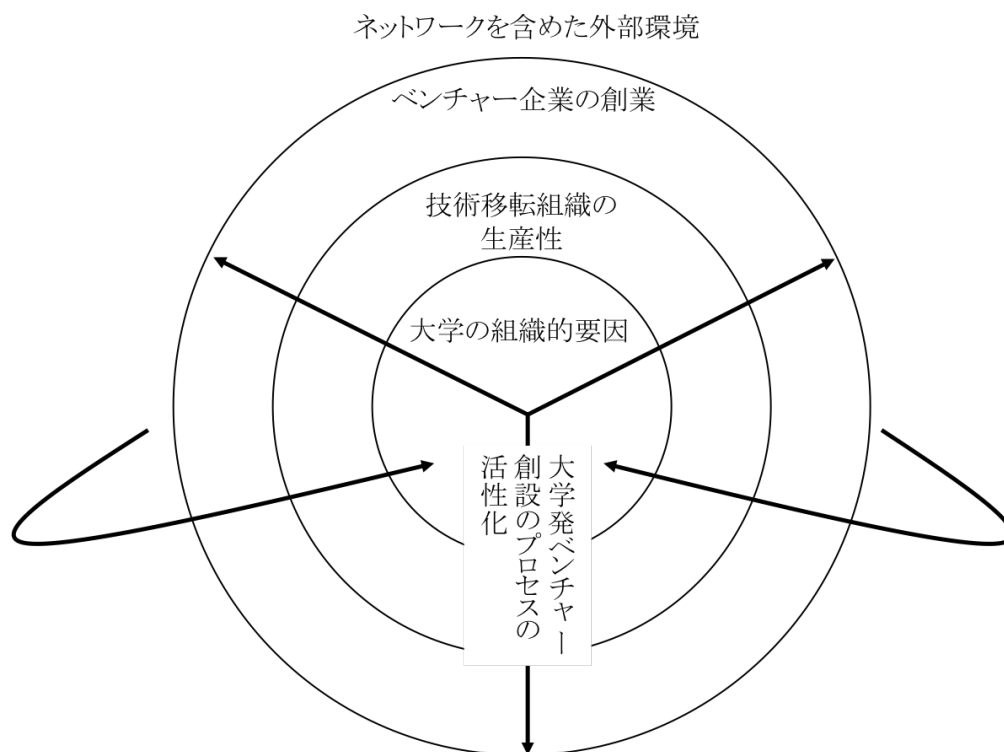 ネットワークを含めた外部環境
ベンチャー企業の創業
技術移転組織の
生産性
大学の組織的要因
大学発ベンチャー
創設のプロセスの
活性化